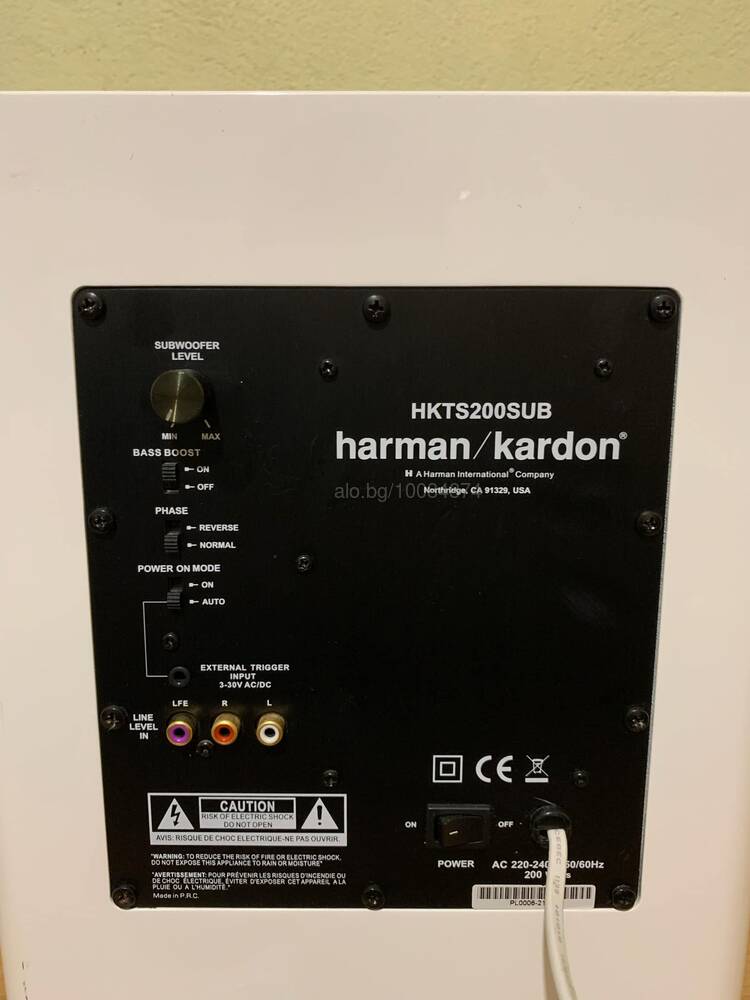 SUBWOOFER
LEVEL
MIN MAX
BASS BOOST
ON
OFF
PHASE
REVERSE
NORMAL
POWER ON MODE
ON
AUTO
EXTERNAL TRIGGER
INPUT
3-30V AC/DC
LFE R L
LINE
LEVEL
IN
HKTS200SUB
harman/kardon®
H A Harman International® Company
Northridge, CA 91329, USA
alo.bg/
CAUTION
RISK OF ELECTRIC SHOCK
DO NOT OPEN
AVIS: RISQUE DE CHOC ELECTRIQUE-NE PAS OUVRIR.
"WARNING: TO REDUCE THE RISK OF FIRE OR ELECTRIC SHOCK,
DO NOT EXPOSE THIS APPLIANCE TO RAIN OR MOISTURE"
"AVERTISSEMENT: POUR PRÉVENIR LES RISQUES D'INCENDIE OU
DE CHOC ÉLECTRIQUE, ÉVITER D'EXPOSER CET APPAREIL A LA
PLUIE OU A L'HUMIDITÉ."
Made in P.R.C.
CE
ON OFF
POWER
AC 220-240 50/60Hz
200
PL0006-21